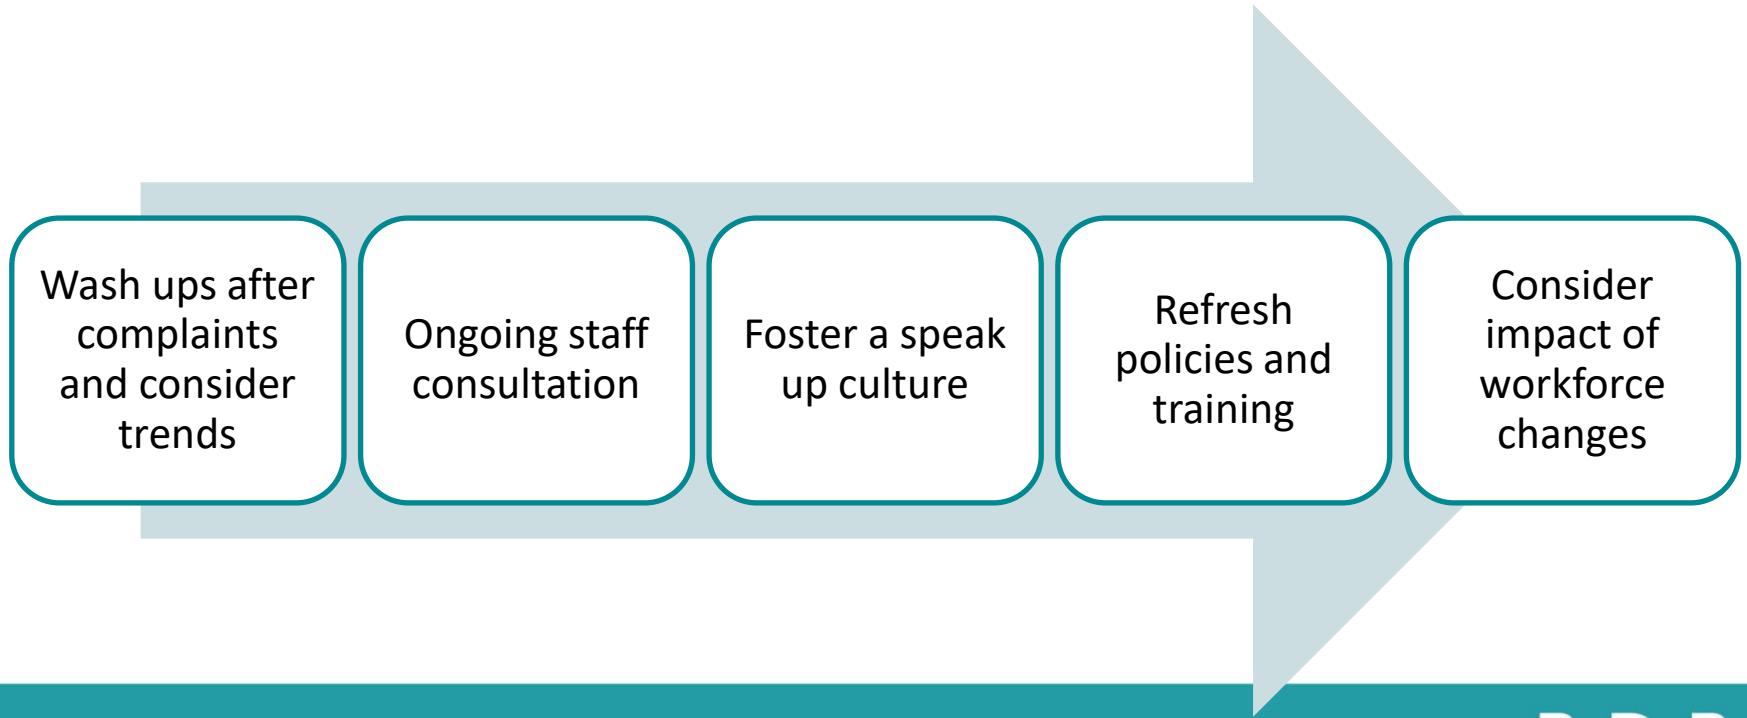 Wash ups after
complaints
and consider
trends
Ongoing staff
consultation
Foster a speak
up culture
Refresh
policies and
training
Consider
impact of
workforce
changes